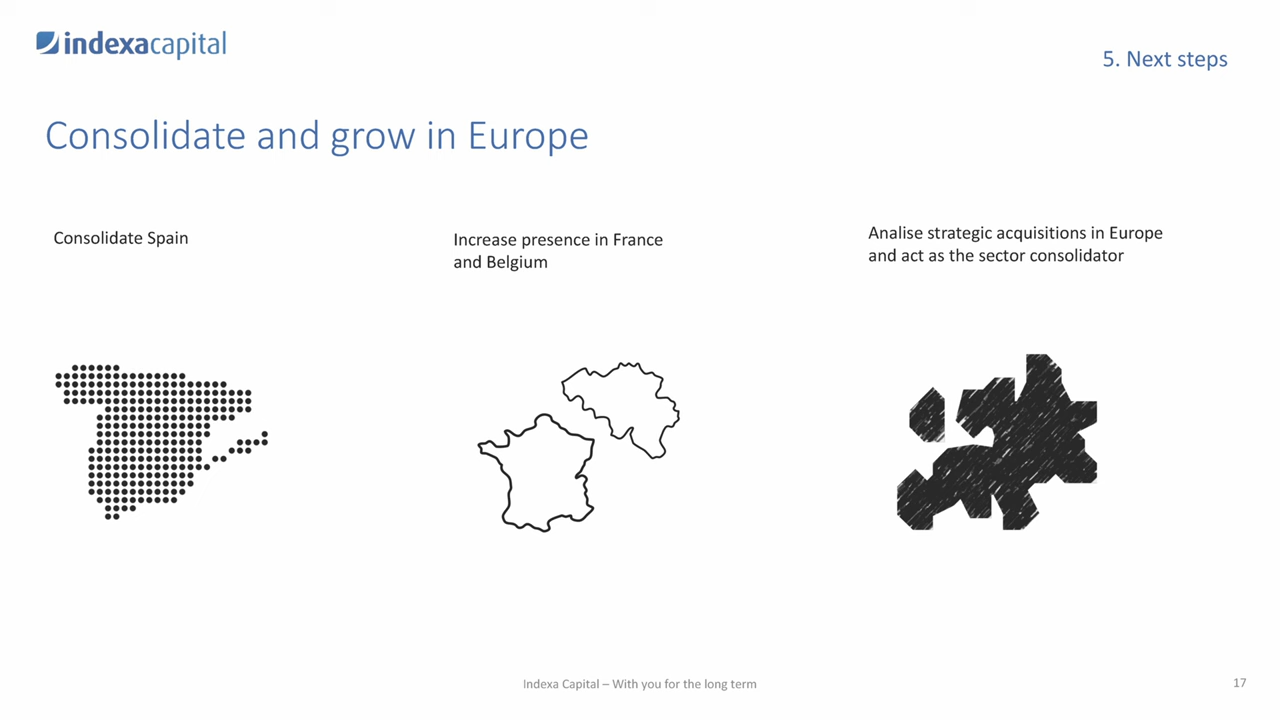 indexacapital
5. Next steps
Consolidate and grow in Europe
Consolidate Spain
Increase presence in France
and Belgium
Analise strategic acquisitions in Europe
and act as the sector consolidator
Indexa Capital – With you for the long term
17